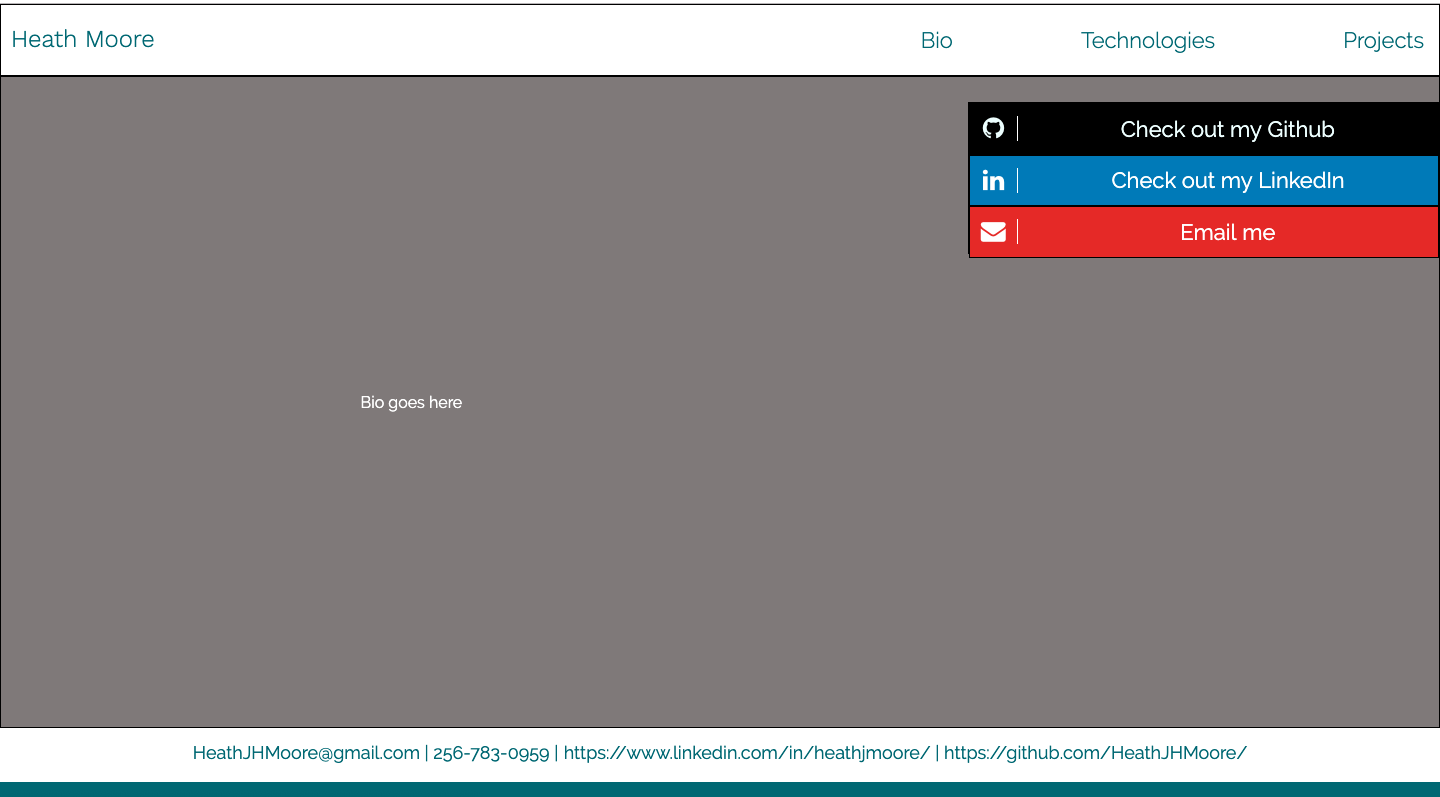 Heath Moore
Bio
Technologies
Projects
Check out my Github
in
Check out my LinkedIn
Email me
Bio goes here
HeathJHMoore@gmail.com | 256-783-0959 | https://www.linkedin.com/in/heathjmoore/ | https://github.com/HeathJHMoore/